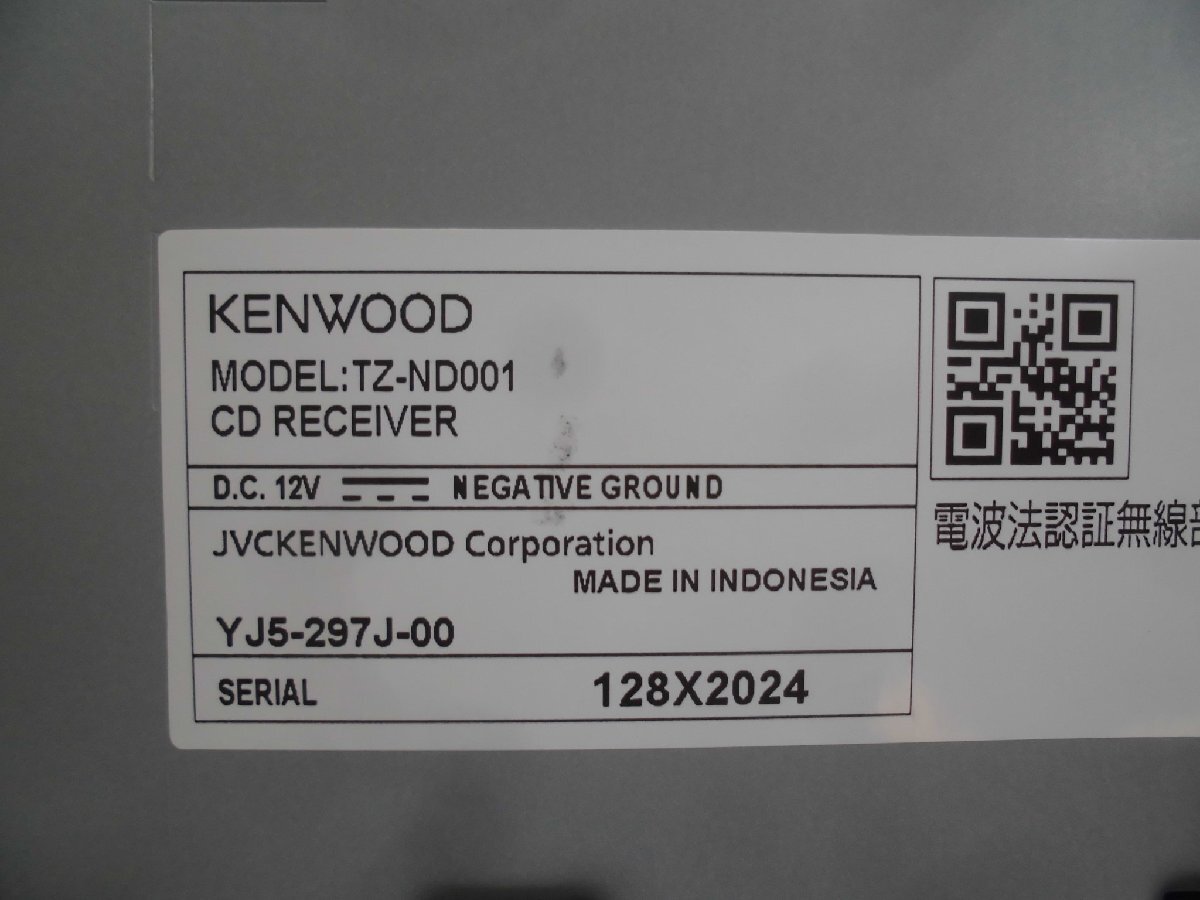 KENWOOD
MODEL:TZ-ND001
CD RECEIVER
D.C. 12V NEGATIVE GROUND
JVCKENWOOD Corporation
MADE IN INDONESIA
YJ5-297J-00
SERIAL 128X2024
電波法認証無線部